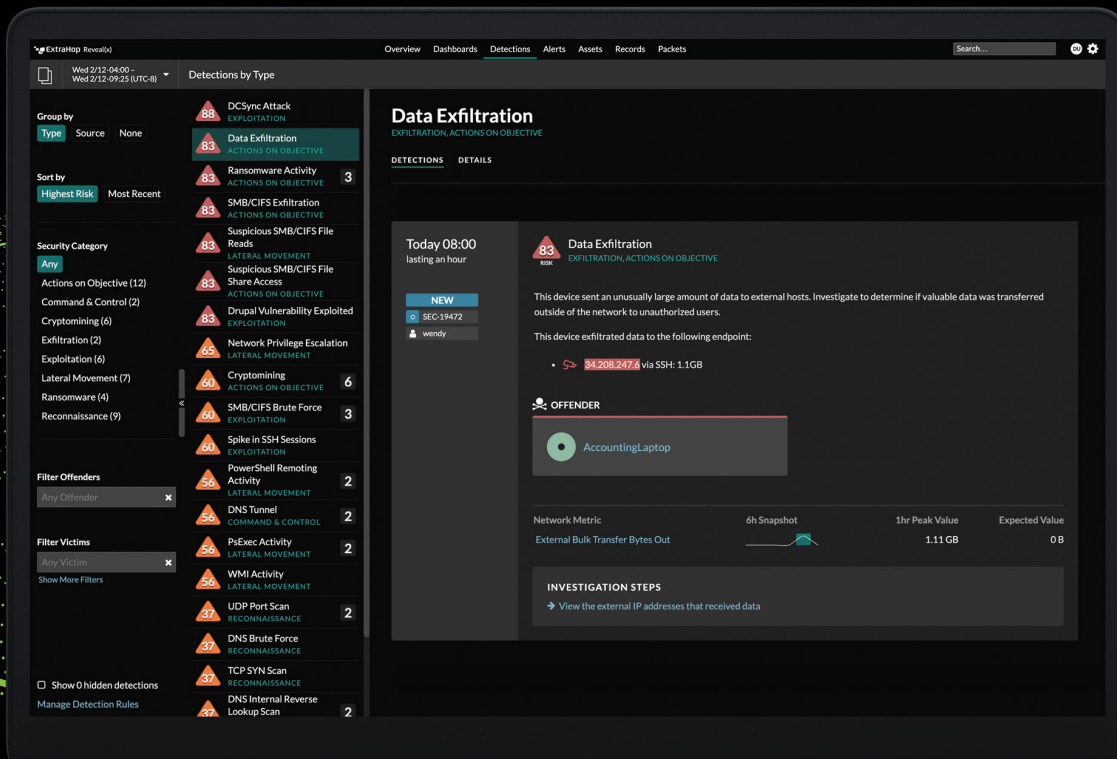 ExtraHop Reveal(x)
Overview Dashboards Detections Alerts Assets Records Packets
Search...
DU
Wed 2/12-04:00 –
Wed 2/12-09:25 (UTC-8)
Detections by Type
Group by
Type Source None
Sort by
Highest Risk Most Recent
Security Category
Any
Actions on Objective (12)
Command & Control (2)
Cryptomining (6)
Exfiltration (2)
Exploitation (6)
Lateral Movement (7)
Ransomware (4)
Reconnaissance (9)
Filter Offenders
Any Offender
Filter Victims
Any Victim
Show More Filters
Show 0 hidden detections
Manage Detection Rules
88 DCSync Attack
EXPLOITATION
83 Data Exfiltration
ACTIONS ON OBJECTIVE
83 Ransomware Activity 3
ACTIONS ON OBJECTIVE
83 SMB/CIFS Exfiltration
ACTIONS ON OBJECTIVE
83 Suspicious SMB/CIFS File
Reads
LATERAL MOVEMENT
83 Suspicious SMB/CIFS File
Share Access
ACTIONS ON OBJECTIVE
83 Drupal Vulnerability Exploited
EXPLOITATION
65 Network Privilege Escalation
LATERAL MOVEMENT
60 Cryptomining 6
ACTIONS ON OBJECTIVE
60 SMB/CIFS Brute Force 3
EXPLOITATION
60 Spike in SSH Sessions
EXPLOITATION
56 PowerShell Remoting
Activity 2
LATERAL MOVEMENT
56 DNS Tunnel 2
COMMAND & CONTROL
56 PsExec Activity 2
LATERAL MOVEMENT
56 WMI Activity
LATERAL MOVEMENT
37 UDP Port Scan 2
RECONNAISSANCE
37 DNS Brute Force
RECONNAISSANCE
37 TCP SYN Scan
RECONNAISSANCE
37 DNS Internal Reverse
Lookup Scan 2
Data Exfiltration
EXFILTRATION, ACTIONS ON OBJECTIVE
DETECTIONS DETAILS
Today 08:00
lasting an hour
NEW
SEC-19472
wendy
83
RISK
Data Exfiltration
EXFILTRATION, ACTIONS ON OBJECTIVE
This device sent an unusually large amount of data to external hosts. Investigate to determine if valuable data was transferred
outside of the network to unauthorized users.
This device exfiltrated data to the following endpoint:
• 34.208.247.6 via SSH: 1.1GB
OFFENDER
AccountingLaptop
Network Metric 6h Snapshot 1hr Peak Value Expected Value
External Bulk Transfer Bytes Out 1.11 GB 0 B
INVESTIGATION STEPS
View the external IP addresses that received data